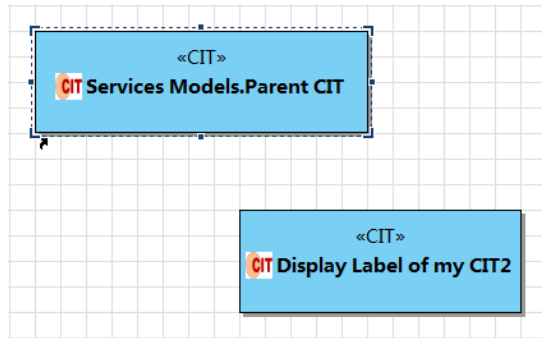 «CIT»
CIT Services Models.Parent CIT
«CIT»
CIT Display Label of my CIT2